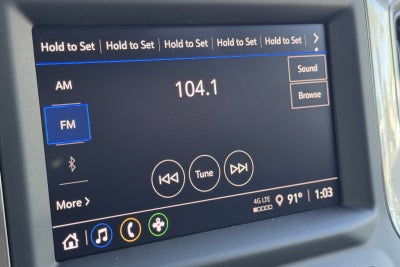 Hold to Set Hold to Set Hold to Set Hold to Set Hold to Set
AM
104.1
Sound
Browse
FM
Tune
More
4G LTE
91° 1:03